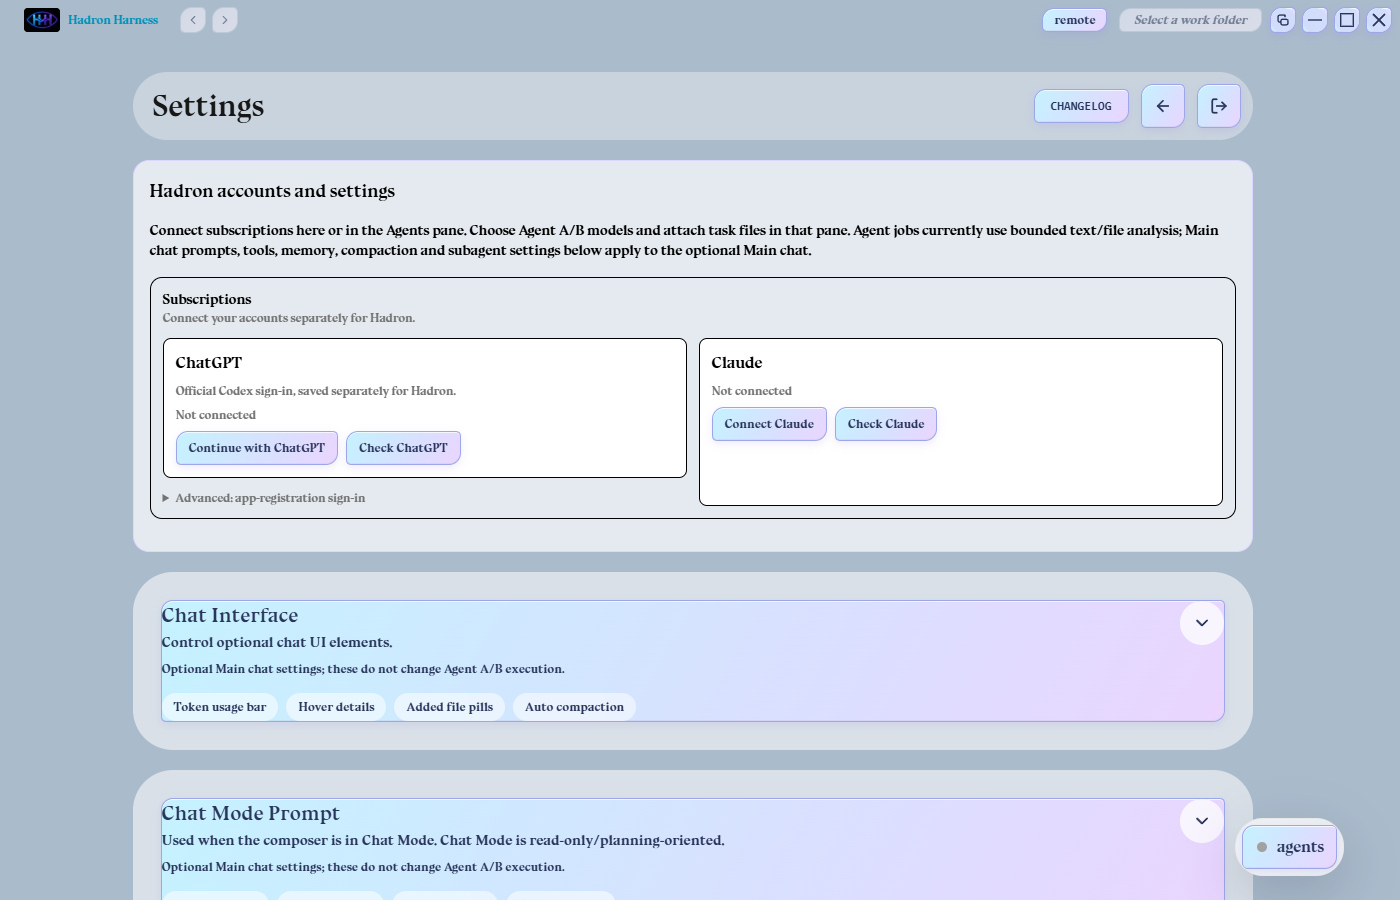 Hadron Harness
remote
Select a work folder
Settings
CHANGELOG
Hadron accounts and settings
Connect subscriptions here or in the Agents pane. Choose Agent A/B models and attach task files in that pane. Agent jobs currently use bounded text/file analysis; Main
chat prompts, tools, memory, compaction and subagent settings below apply to the optional Main chat.
Subscriptions
Connect your accounts separately for Hadron.
ChatGPT
Official Codex sign-in, saved separately for Hadron.
Not connected
Continue with ChatGPT
Check ChatGPT
Advanced: app-registration sign-in
Claude
Not connected
Connect Claude
Check Claude
Chat Interface
Control optional chat UI elements.
Optional Main chat settings; these do not change Agent A/B execution.
Token usage bar
Hover details
Added file pills
Auto compaction
Chat Mode Prompt
Used when the composer is in Chat Mode. Chat Mode is read-only/planning-oriented.
Optional Main chat settings; these do not change Agent A/B execution.
agents